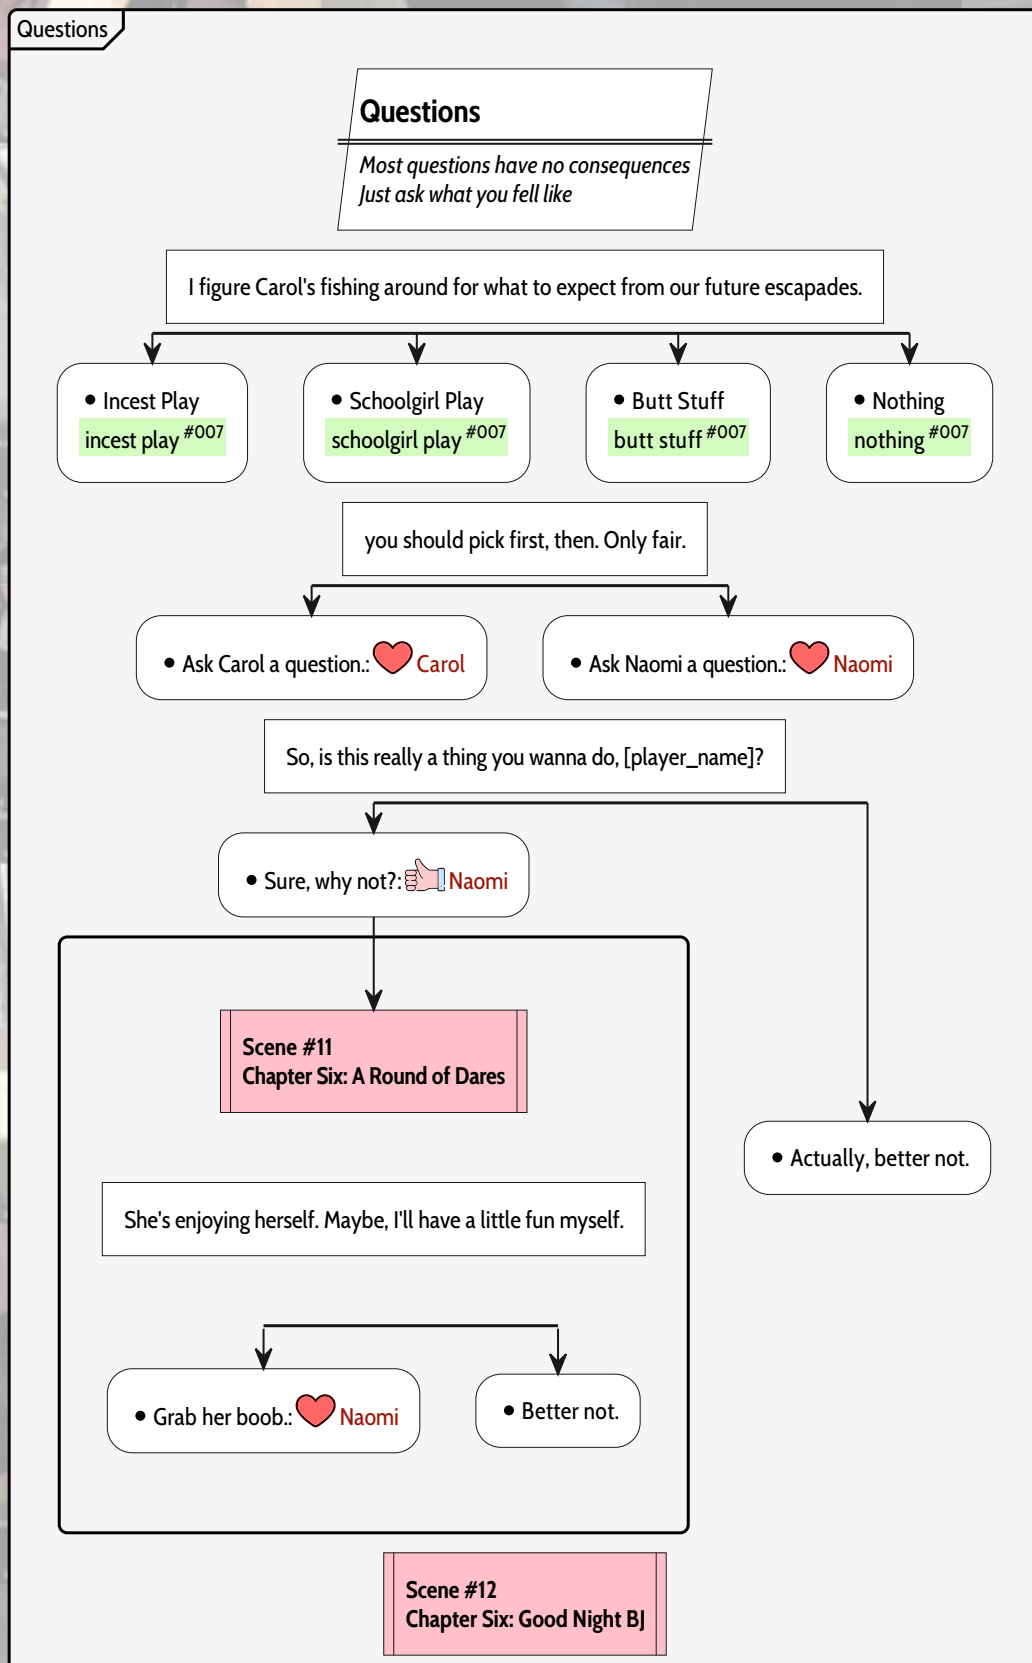 Questions
Questions
Most questions have no consequences
Just ask what you fell like
I figure Carol's fishing around for what to expect from our future escapades.
• Incest Play
incest play #007
• Schoolgirl Play
schoolgirl play #007
• Butt Stuff
butt stuff #007
• Nothing
nothing #007
you should pick first, then. Only fair.
• Ask Carol a question.: Carol
• Ask Naomi a question.: Naomi
So, is this really a thing you wanna do, [player_name]?
• Sure, why not?: Naomi
Scene #11
Chapter Six: A Round of Dares
• Actually, better not.
She's enjoying herself. Maybe, I'll have a little fun myself.
• Grab her boob.: Naomi
• Better not.
Scene #12
Chapter Six: Good Night BJ